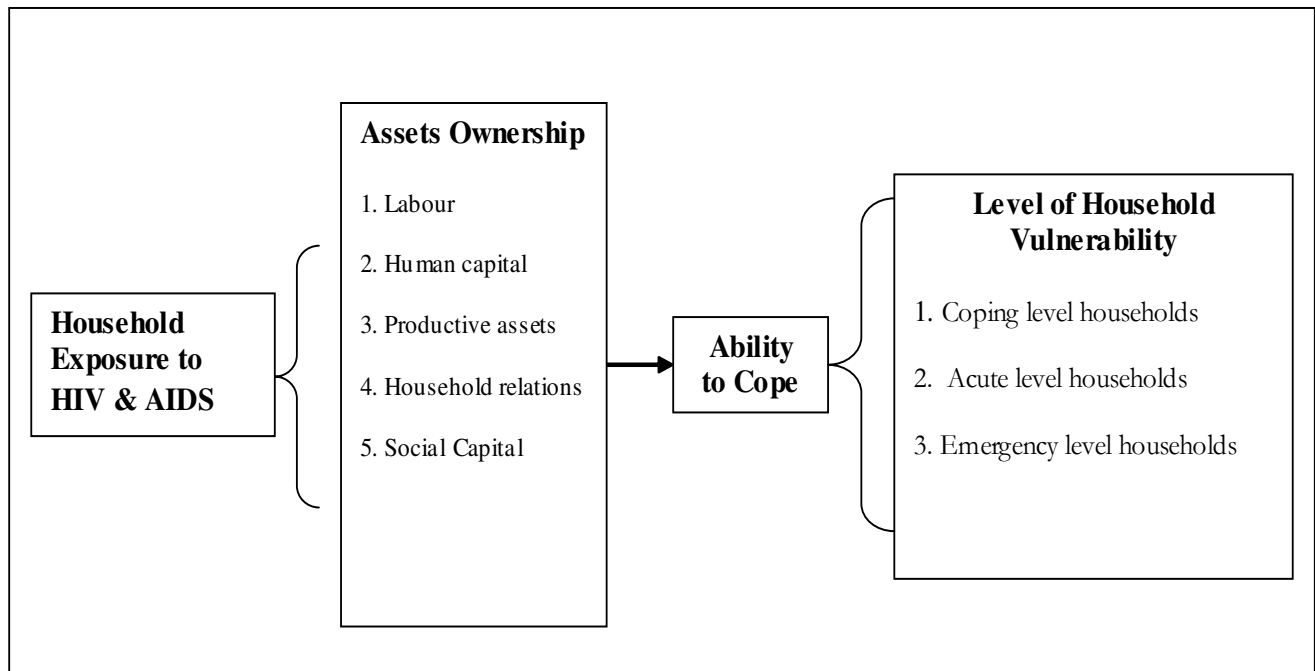 Household
Exposure to
HIV & AIDS
Assets Ownership
1. Labour
2. Human capital
3. Productive assets
4. Household relations
5. Social Capital
Ability
to Cope
Level of Household
Vulnerability
1. Coping level households
2. Acute level households
3. Emergency level households